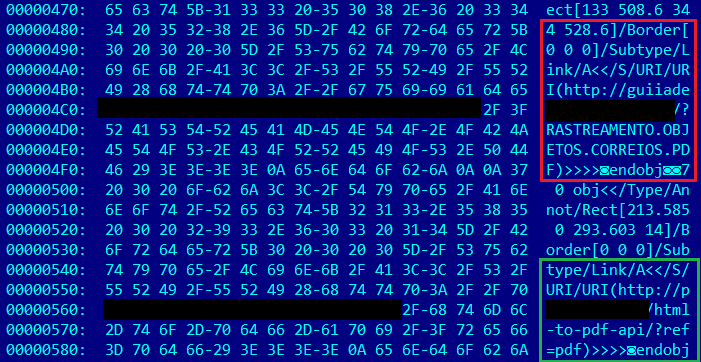 00000470: 65 63 74 5B-31 33 33 20-35 30 38 2E-36 20 33 34 ect[133 508.6 34
00000480: 34 20 35 32-38 2E 36 5D-2F 42 6F 72-64 65 72 5B 4 528.6]/Border[
00000490: 30 20 30 20-30 5D 2F 53-75 62 74 79-70 65 2F 4C 0 0 0]/Subtype/L
000004A0: 69 6E 6B 2F-41 3C 3C 2F-53 2F 55 52-49 2F 55 52 ink/A<</S/URI/UR
000004B0: 49 28 68 74-74 70 3A 2F-2F 67 75 69-69 61 64 65 I(http://guiiade
000004C0: 2F 3F /?
000004D0: 52 41 53 54-52 45 41 4D-45 4E 54 4F-2E 4F 42 4A RASTREAMENTO.OBJ
000004E0: 45 54 4F 53-2E 43 4F 52-52 45 49 4F-53 2E 50 44 ETOS.CORREIOS.PD
000004F0: 46 29 3E 3E-3E 3E 0A 65-6E 64 6F 62-6A 0A 0A 37 F)>>>>◙endobj◙◙7
00000500: 20 30 20 6F-62 6A 3C 3C-2F 54 79 70-65 2F 41 6E 0 obj<</Type/An
00000510: 6E 6F 74 2F-52 65 63 74-5B 32 31 33-2E 35 38 35 not/Rect[213.585
00000520: 20 30 20 32-39 33 2E 36-30 33 20 31-34 5D 2F 42 0 293.603 14]/B
00000530: 6F 72 64 65-72 5B 30 20-30 20 30 5D-2F 53 75 62 order[0 0 0]/Sub
00000540: 74 79 70 65-2F 4C 69 6E-6B 2F 41 3C-3C 2F 53 2F type/Link/A<</S/
00000550: 55 52 49 2F-55 52 49 28-68 74 74 70-3A 2F 2F 70 URI/URI(http://p
00000560: 2F-68 74 6D 6C /html
00000570: 2D 74 6F 2D-70 64 66 2D-61 70 69 2F-3F 72 65 66 -to-pdf-api/?ref
00000580: 3D 70 64 66-29 3E 3E 3E-3E 0A 65 6E-64 6F 62 6A =pdf)>>>>◙endobj